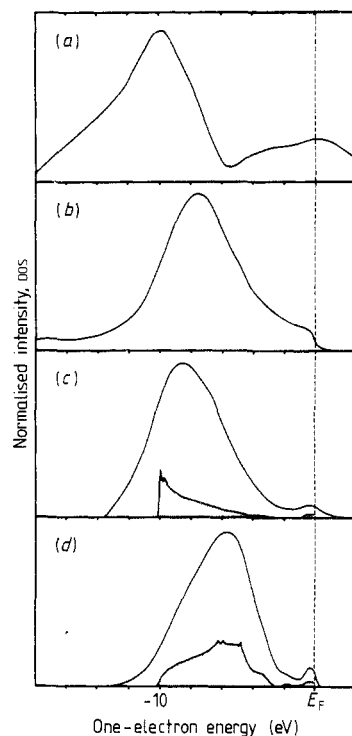 (a)
(b)
(c)
(d)
Normalised intensity, DOS
-10
E_F
One-electron energy (eV)